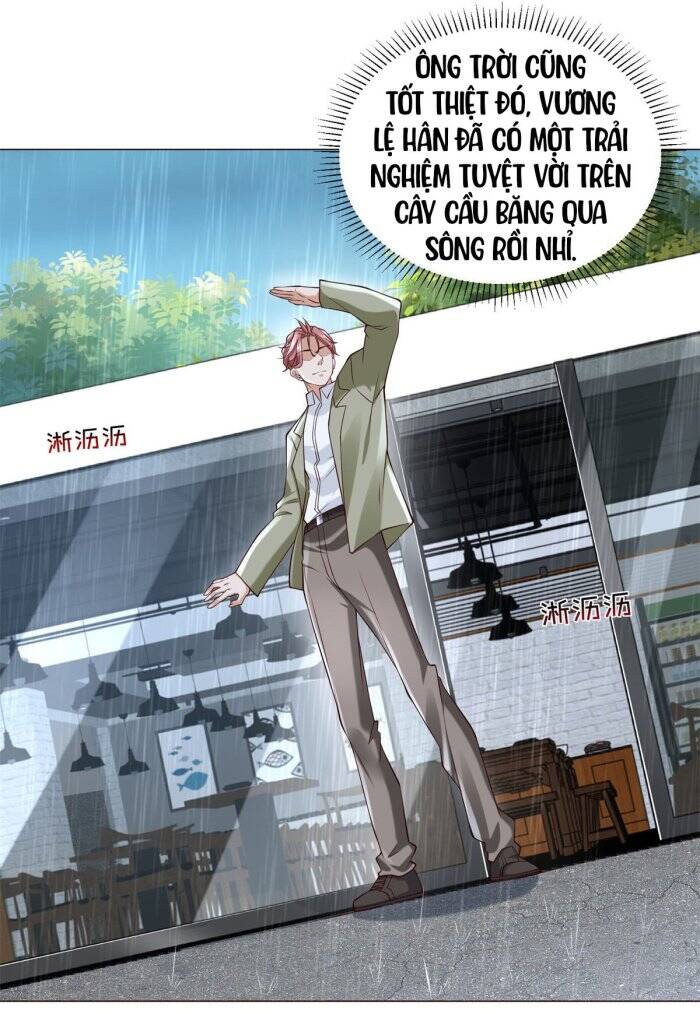 ÔNG TRỜI CŨNG
TỐT THIỆT ĐÓ, VƯƠNG
LỆ HÂN ĐÃ CÓ MỘT TRẢI
NGHIỆM TUYỆT VỜI TRÊN
CÂY CẦU BĂNG QUA
SÔNG RỒI NHỈ.
淅沥沥
淅沥沥